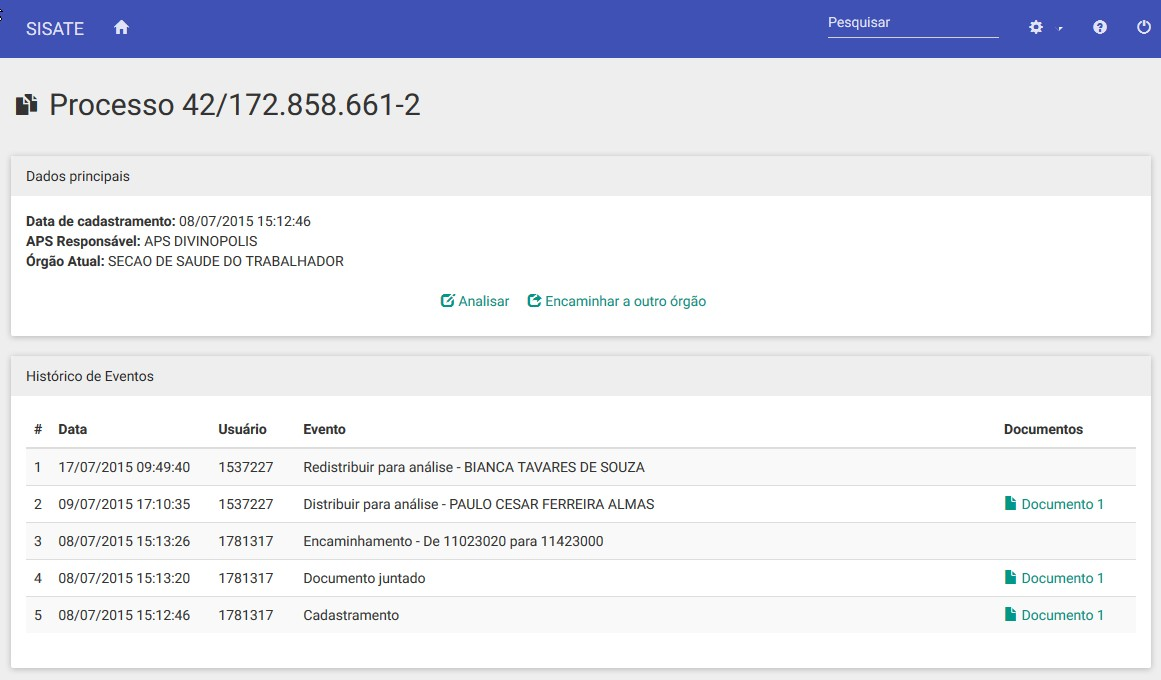 SISATE Pesquisar
Processo 42/172.858.661-2
Dados principais
Data de cadastramento: 08/07/2015 15:12:46
APS Responsável: APS DIVINOPOLIS
Órgão Atual: SECAO DE SAUDE DO TRABALHADOR
Analisar Encaminhar a outro órgão
Histórico de Eventos
# Data Usuário Evento Documentos
1 17/07/2015 09:49:40 1537227 Redistribuir para análise - BIANCA TAVARES DE SOUZA
2 09/07/2015 17:10:35 1537227 Distribuir para análise - PAULO CESAR FERREIRA ALMAS Documento 1
3 08/07/2015 15:13:26 1781317 Encaminhamento - De 11023020 para 11423000
4 08/07/2015 15:13:20 1781317 Documento juntado Documento 1
5 08/07/2015 15:12:46 1781317 Cadastramento Documento 1